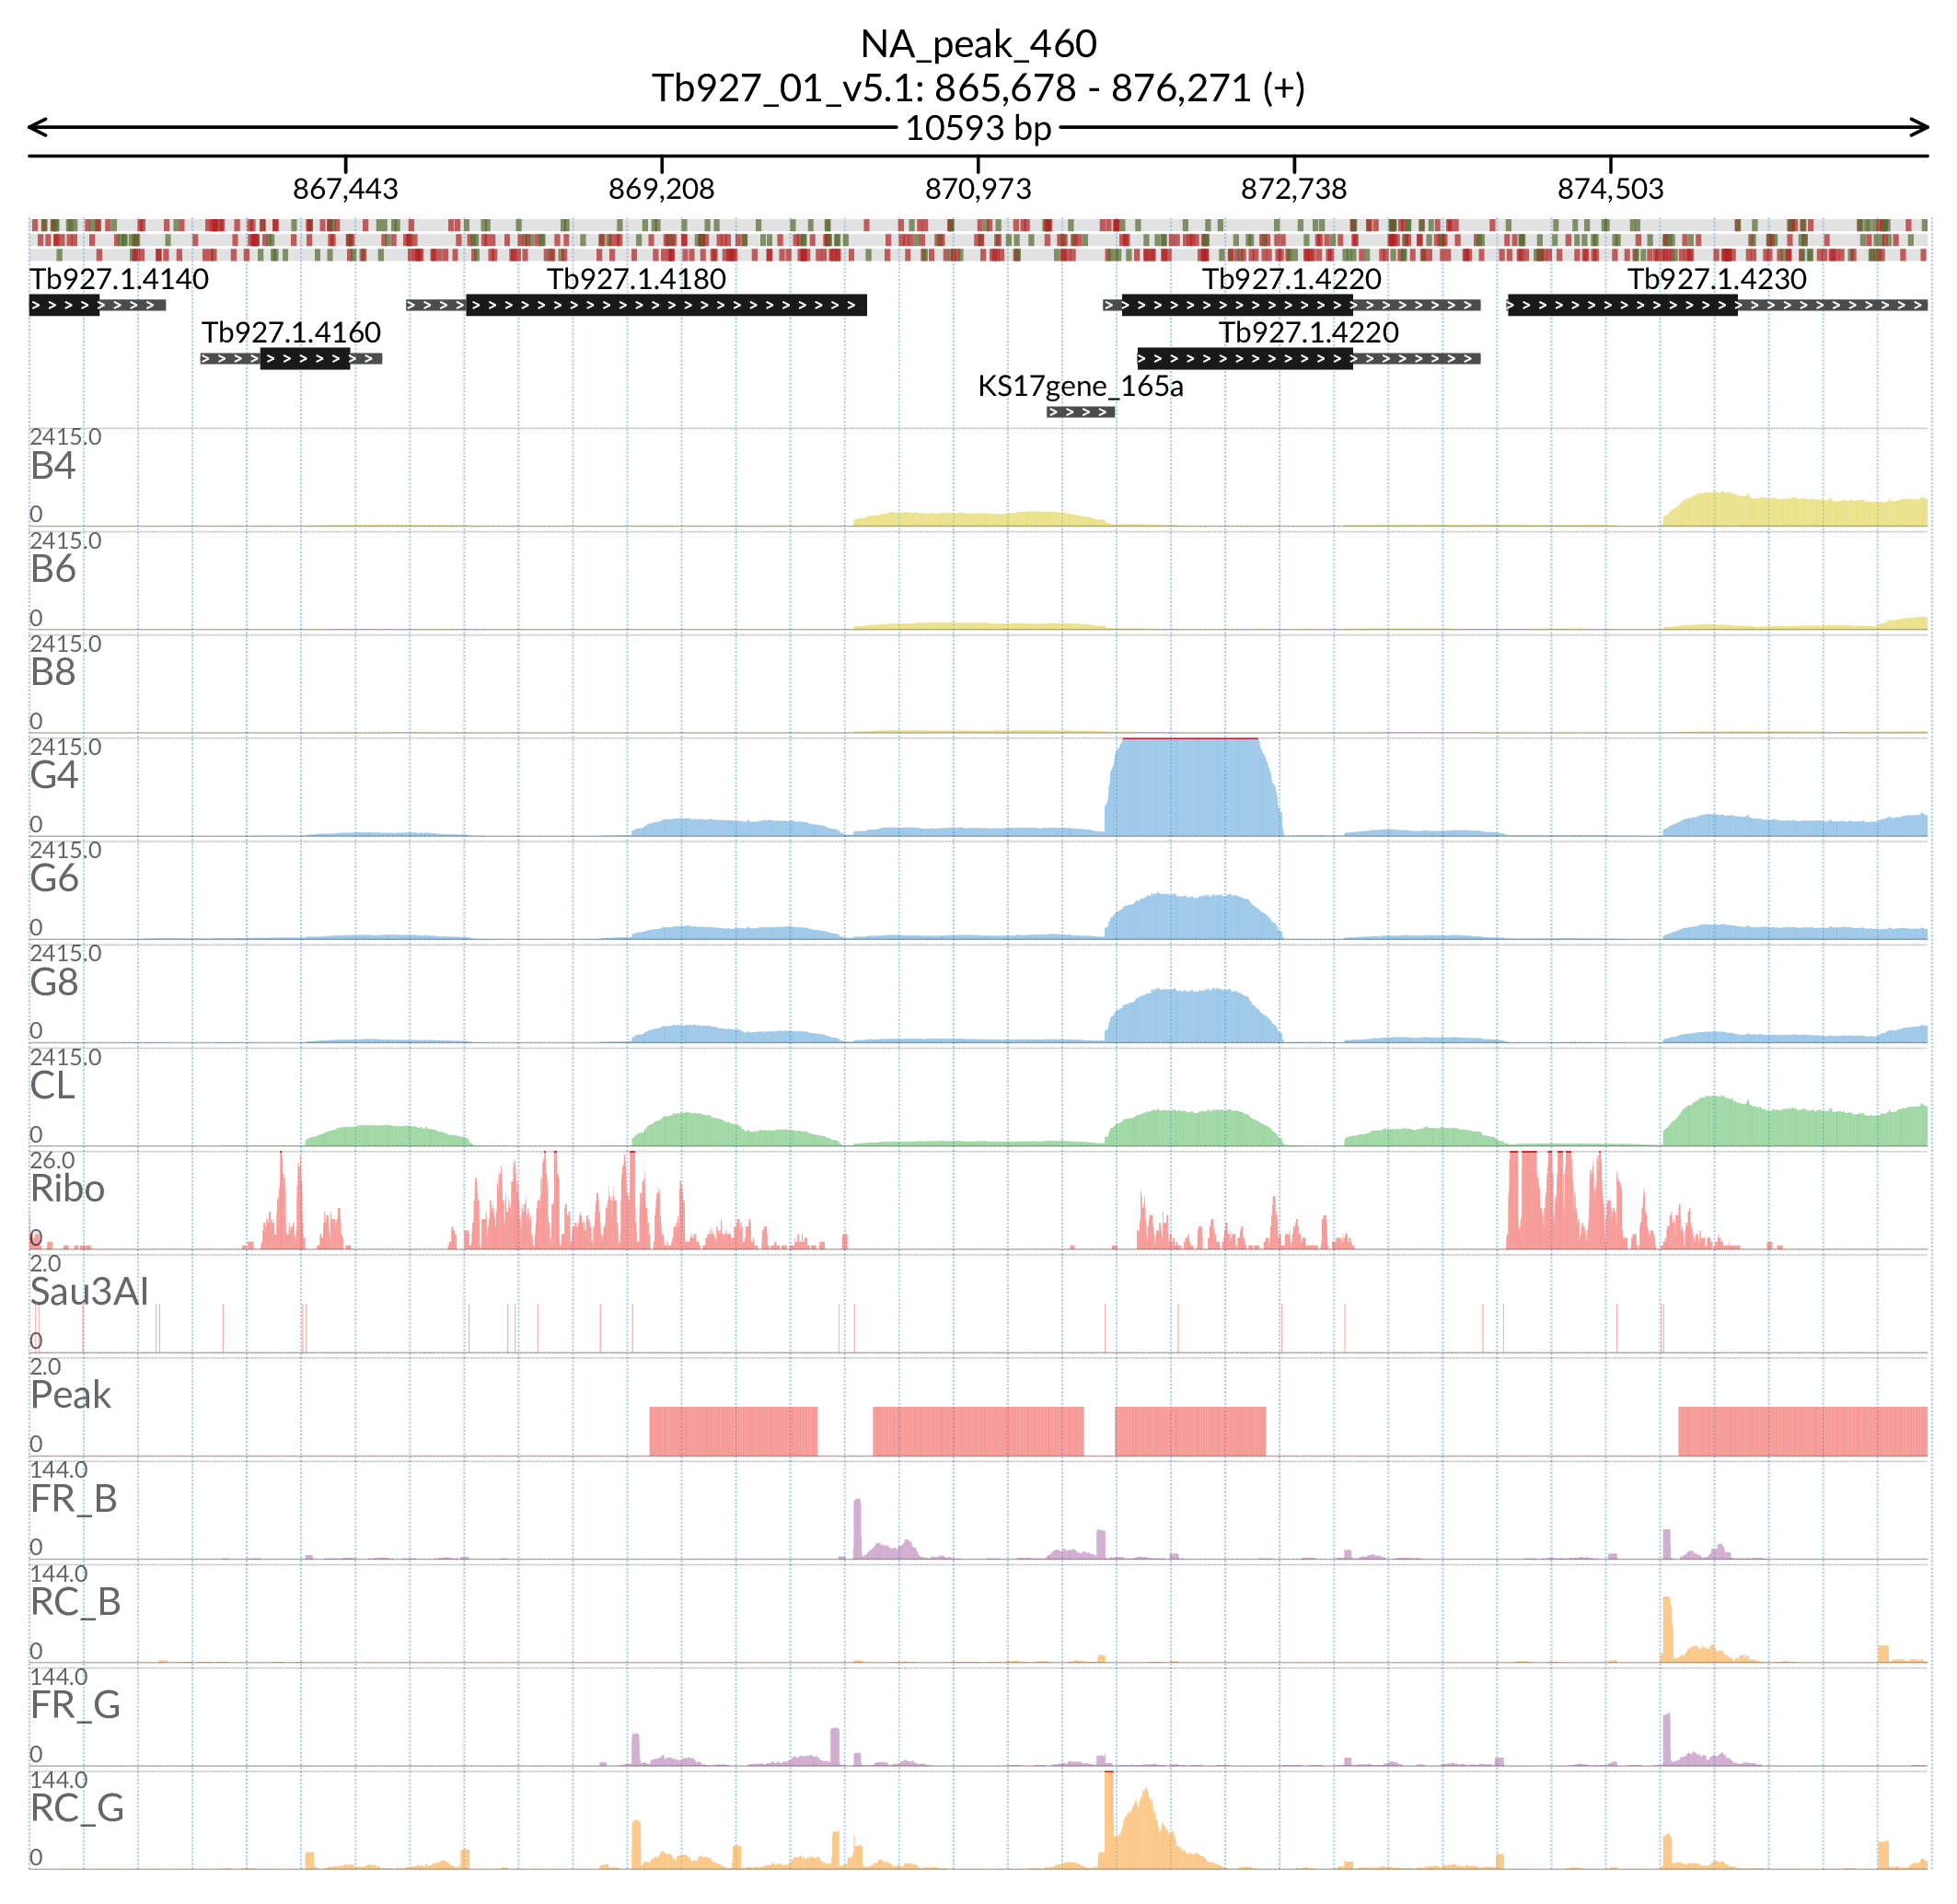 NA_peak_460
Tb927_01_v5.1: 865,678 - 876,271 (+)
10593 bp
867,443 869,208 870,973 872,738 874,503
Tb927.1.4140 Tb927.1.4180 Tb927.1.4220 Tb927.1.4230
Tb927.1.4160 Tb927.1.4220
KS17gene_165a
2415.0
B4
0
2415.0
B6
0
2415.0
B8
0
2415.0
G4
0
2415.0
G6
0
2415.0
G8
0
2415.0
CL
0
26.0
Ribo
0
2.0
Sau3AI
0
2.0
Peak
0
144.0
FR_B
0
144.0
RC_B
0
144.0
FR_G
0
144.0
RC_G
0